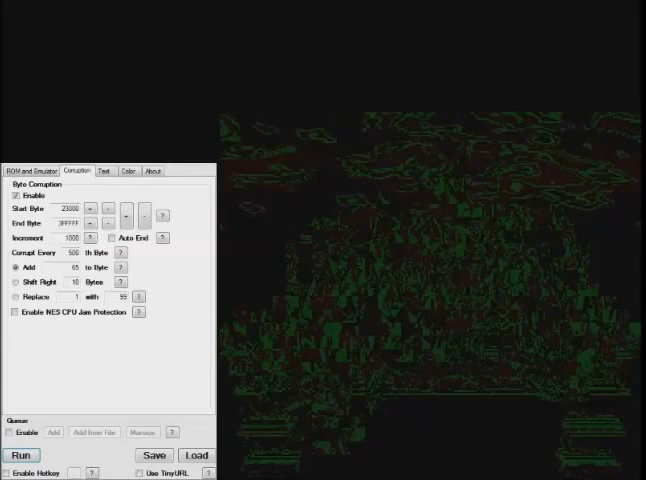 ROM and Emulator Corruption Text Color About
Byte Corruption
Enable
Start Byte 23000 + - + - ?
End Byte 3FFFFF + -
Increment 1000 ? Auto End ?
Corrupt Every 500 th Byte ?
Add 65 to Byte ?
Shift Right 10 Bytes ?
Replace 1 with 99 ?
Enable NES CPU Jam Protection ?
Queue
Enable Add Add from File Manage ?
Run Save Load
Enable Hotkey ... ? Use TinyURL ?